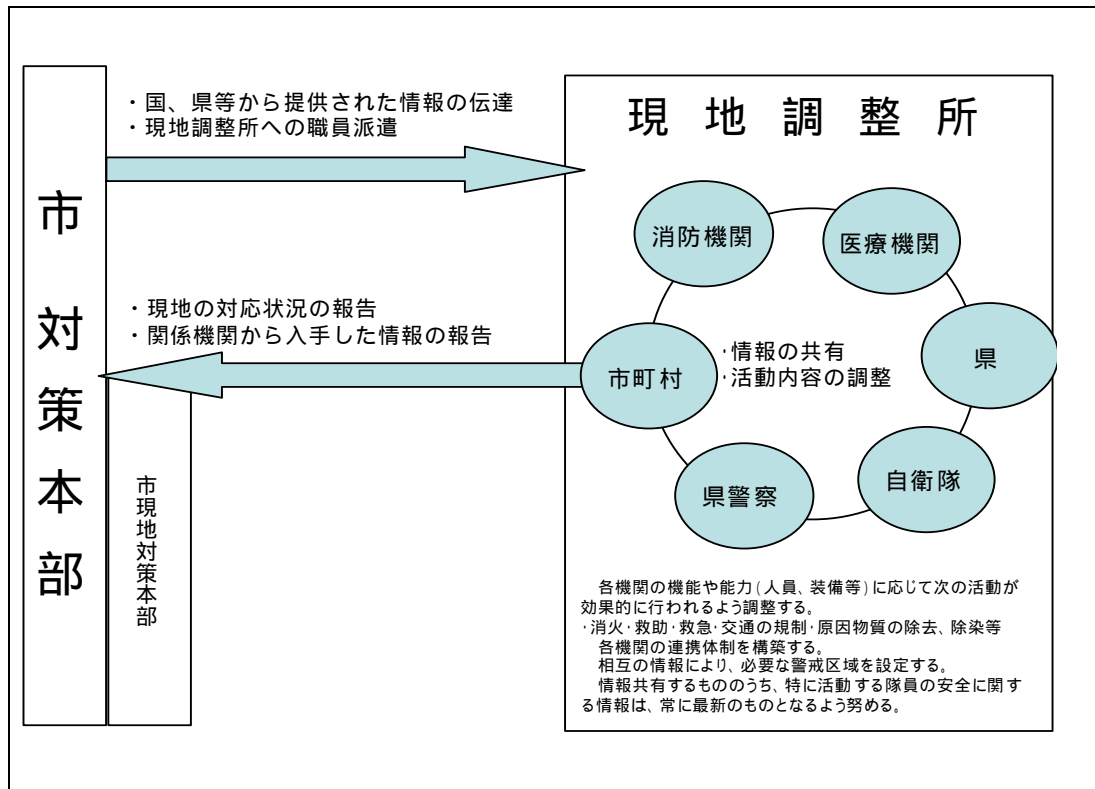 市対策本部
市現地対策本部
・国、県等から提供された情報の伝達
・現地調整所への職員派遣
・現地の対応状況の報告
・関係機関から入手した情報の報告
現地調整所
消防機関
医療機関
市町村
・情報の共有
・活動内容の調整
県
県警察
自衛隊
各機関の機能や能力(人員、装備等)に応じて次の活動が
効果的に行われるよう調整する。
・消火・救助・救急・交通の規制・原因物質の除去、除染等
各機関の連携体制を構築する。
相互の情報により、必要な警戒区域を設定する。
情報共有するもののうち、特に活動する隊員の安全に関す
る情報は、常に最新のものとなるよう努める。